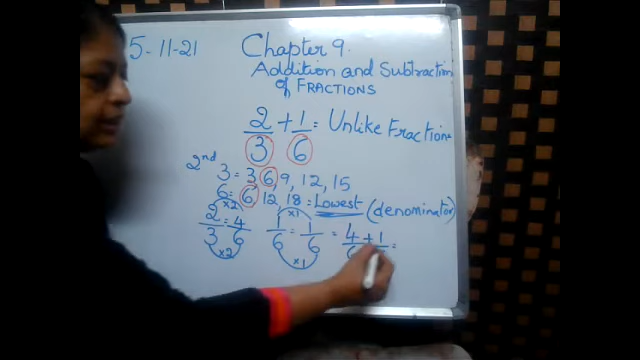 5-11-21 Chapter 9.
Addition and Subtraction
of FRACTIONS
2/3 + 1/6 = Unlike Fraction
2nd 3 = 3 6, 9, 12, 15
6 = 6, 12, 18 = Lowest (denominator)
×2 ×1
2/3 = 4/6 1/6 = 1/6 = 4+1/6 =
×2 ×1